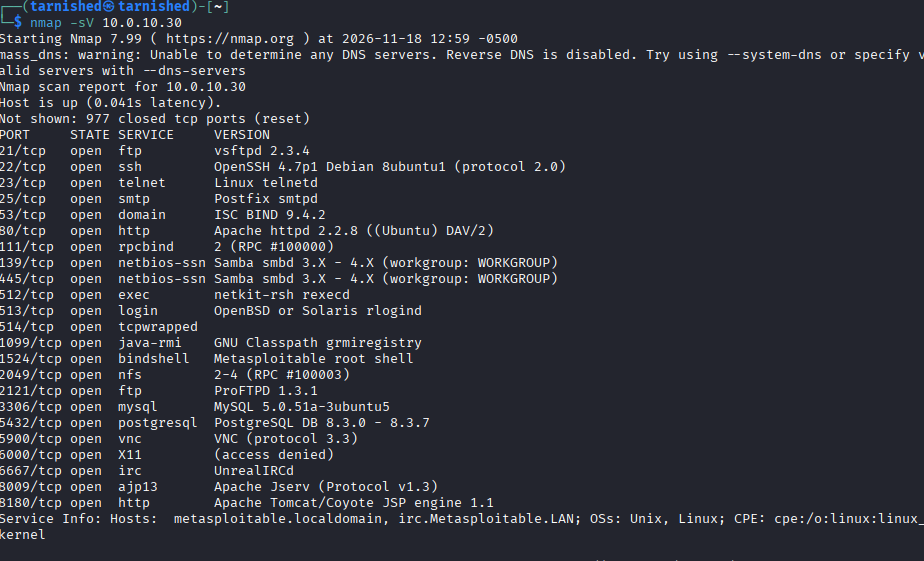 ┌──(tarnished㉿tarnished)-[~]
└─$ nmap -sV 10.0.10.30
Starting Nmap 7.99 ( https://nmap.org ) at 2026-11-18 12:59 -0500
mass_dns: warning: Unable to determine any DNS servers. Reverse DNS is disabled. Try using --system-dns or specify v
alid servers with --dns-servers
Nmap scan report for 10.0.10.30
Host is up (0.041s latency).
Not shown: 977 closed tcp ports (reset)
PORT     STATE SERVICE     VERSION
21/tcp   open  ftp         vsftpd 2.3.4
22/tcp   open  ssh         OpenSSH 4.7p1 Debian 8ubuntu1 (protocol 2.0)
23/tcp   open  telnet      Linux telnetd
25/tcp   open  smtp        Postfix smtpd
53/tcp   open  domain      ISC BIND 9.4.2
80/tcp   open  http        Apache httpd 2.2.8 ((Ubuntu) DAV/2)
111/tcp  open  rpcbind     2 (RPC #100000)
139/tcp  open  netbios-ssn Samba smbd 3.X - 4.X (workgroup: WORKGROUP)
445/tcp  open  netbios-ssn Samba smbd 3.X - 4.X (workgroup: WORKGROUP)
512/tcp  open  exec        netkit-rsh rexecd
513/tcp  open  login       OpenBSD or Solaris rlogind
514/tcp  open  tcpwrapped
1099/tcp open  java-rmi    GNU Classpath grmiregistry
1524/tcp open  bindshell   Metasploitable root shell
2049/tcp open  nfs         2-4 (RPC #100003)
2121/tcp open  ftp         ProFTPD 1.3.1
3306/tcp open  mysql       MySQL 5.0.51a-3ubuntu5
5432/tcp open  postgresql  PostgreSQL DB 8.3.0 - 8.3.7
5900/tcp open  vnc         VNC (protocol 3.3)
6000/tcp open  X11         (access denied)
6667/tcp open  irc         UnrealIRCd
8009/tcp open  ajp13       Apache Jserv (Protocol v1.3)
8180/tcp open  http        Apache Tomcat/Coyote JSP engine 1.1
Service Info: Hosts:  metasploitable.localdomain, irc.Metasploitable.LAN; OSs: Unix, Linux; CPE: cpe:/o:linux:linux_
kernel